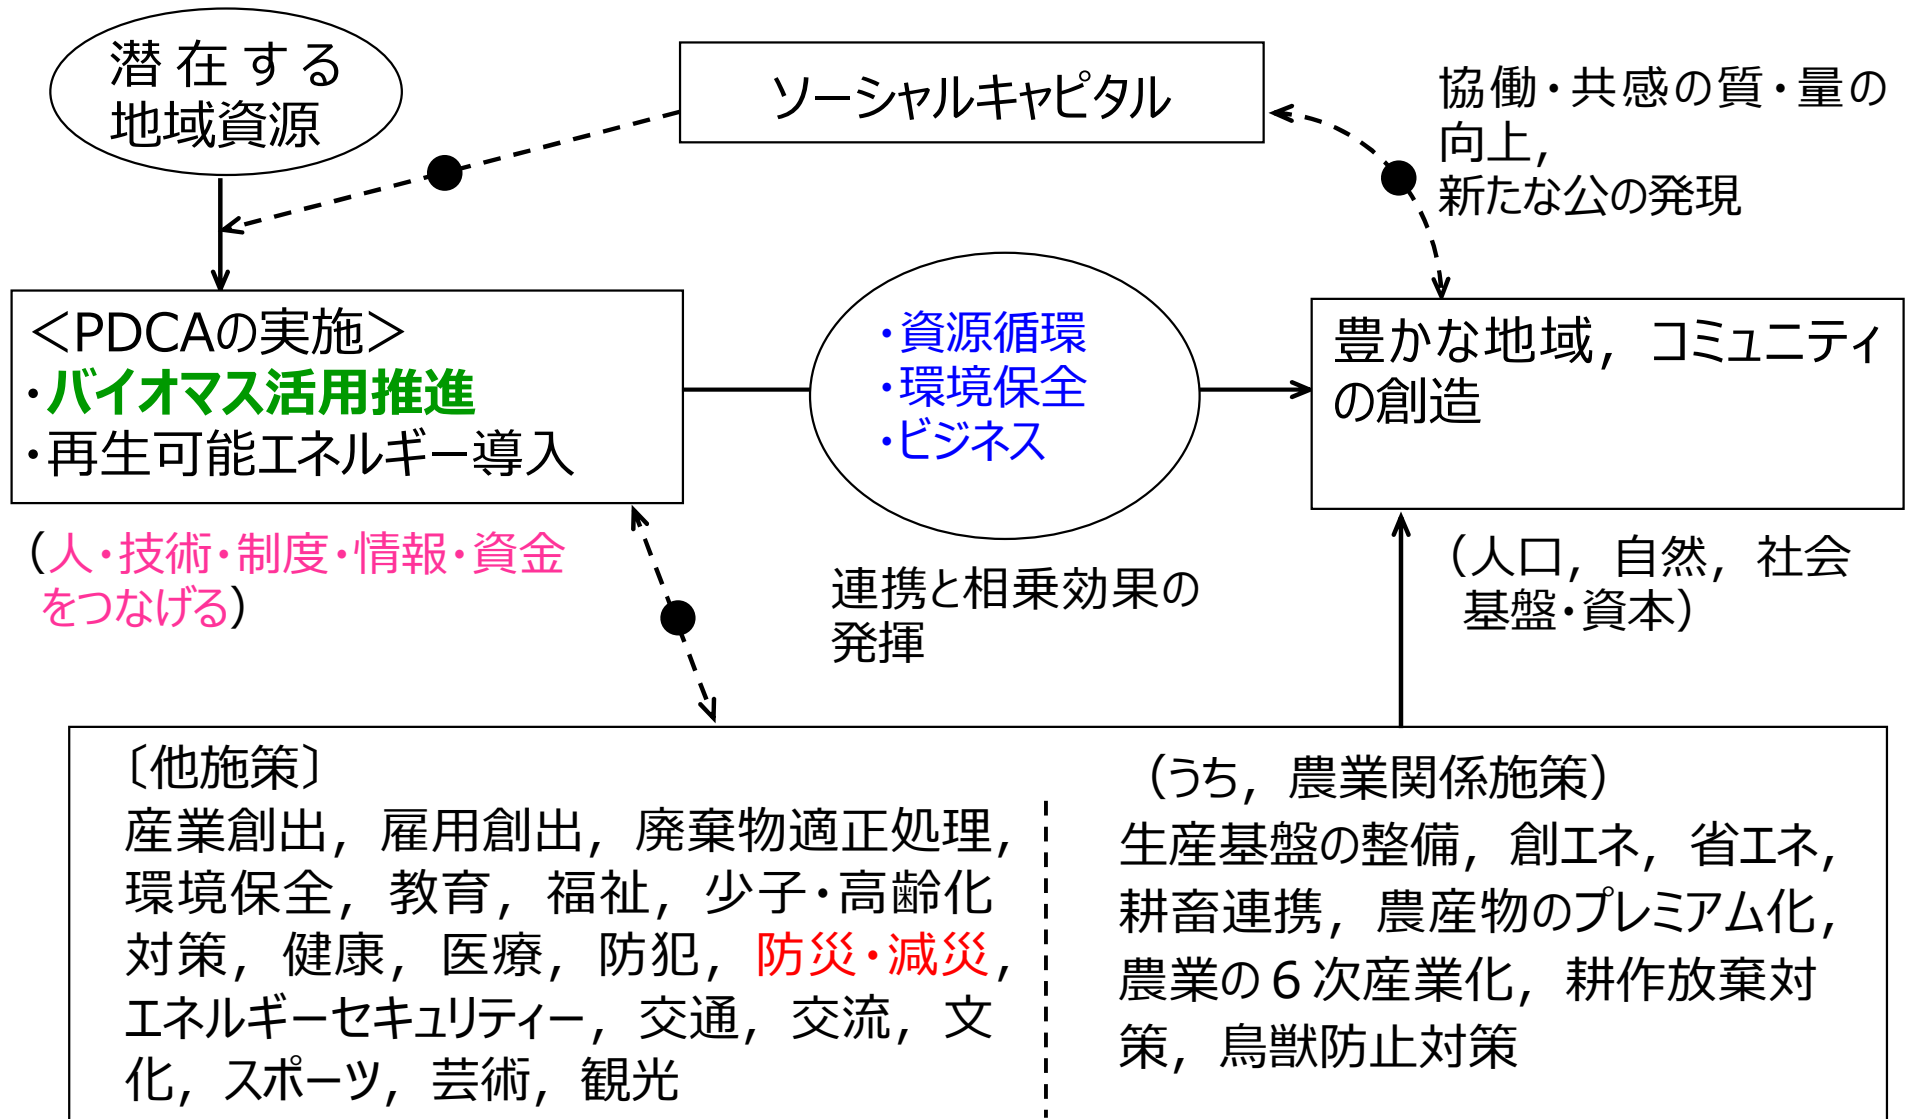 潜在する
地域資源
ソーシャルキャピタル
協働・共感の質・量の
向上,
新たな公の発現
＜PDCAの実施＞
・バイオマス活用推進
・再生可能エネルギー導入
(人・技術・制度・情報・資金
をつなげる)
・資源循環
・環境保全
・ビジネス
連携と相乗効果の
発揮
豊かな地域, コミュニティ
の創造
(人口, 自然, 社会
基盤・資本)
〔他施策〕
産業創出, 雇用創出, 廃棄物適正処理,
環境保全, 教育, 福祉, 少子・高齢化
対策, 健康, 医療, 防犯, 防災・減災,
エネルギーセキュリティー, 交通, 交流, 文
化, スポーツ, 芸術, 観光
(うち, 農業関係施策)
生産基盤の整備, 創エネ, 省エネ,
耕畜連携, 農産物のプレミアム化,
農業の６次産業化, 耕作放棄対
策, 鳥獣防止対策